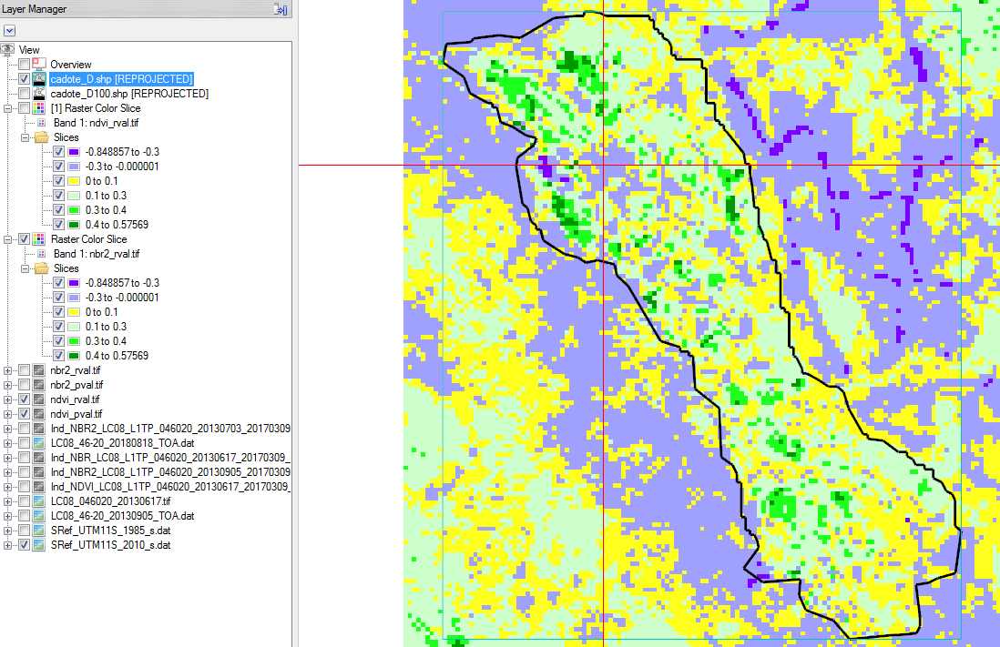 Layer Manager
View
Overview
cadote_D.shp [REPROJECTED]
cadote_D100.shp [REPROJECTED]
[1] Raster Color Slice
Band 1: ndvi_rval.tif
Slices
-0.848857 to -0.3
-0.3 to -0.000001
0 to 0.1
0.1 to 0.3
0.3 to 0.4
0.4 to 0.57569
Raster Color Slice
Band 1: nbr2_rval.tif
Slices
-0.848857 to -0.3
-0.3 to -0.000001
0 to 0.1
0.1 to 0.3
0.3 to 0.4
0.4 to 0.57569
nbr2_rval.tif
nbr2_pval.tif
ndvi_rval.tif
ndvi_pval.tif
Ind_NBR2_LC08_L1TP_046020_20130703_20170309
LC08_46-20_20180818_TOA.dat
Ind_NBR_LC08_L1TP_046020_20130617_20170309_
Ind_NBR2_LC08_L1TP_046020_20130905_20170309
Ind_NDVI_LC08_L1TP_046020_20130617_20170309_
LC08_046020_20130617.tif
LC08_46-20_20130905_TOA.dat
SRef_UTM11S_1985_s.dat
SRef_UTM11S_2010_s.dat